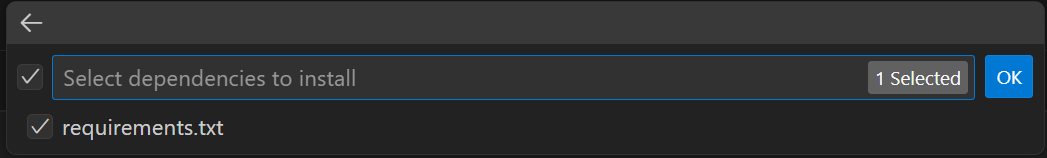 Select dependencies to install 1 Selected OK
requirements.txt